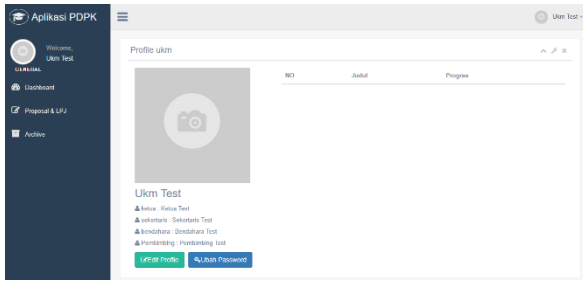 Aplikasi PDPK
Ukm Test
Welcome,
Ukm Test
GENERAL
Dashboard
Proposal & LPJ
Archive
Profile ukm
NO Judul Progres
Ukm Test
ketua : Ketua Test
sekertaris : Sekertaris Test
bendahara : Bendahara Test
Pembimbing : Pembimbing Test
Edit Profile Ubah Password